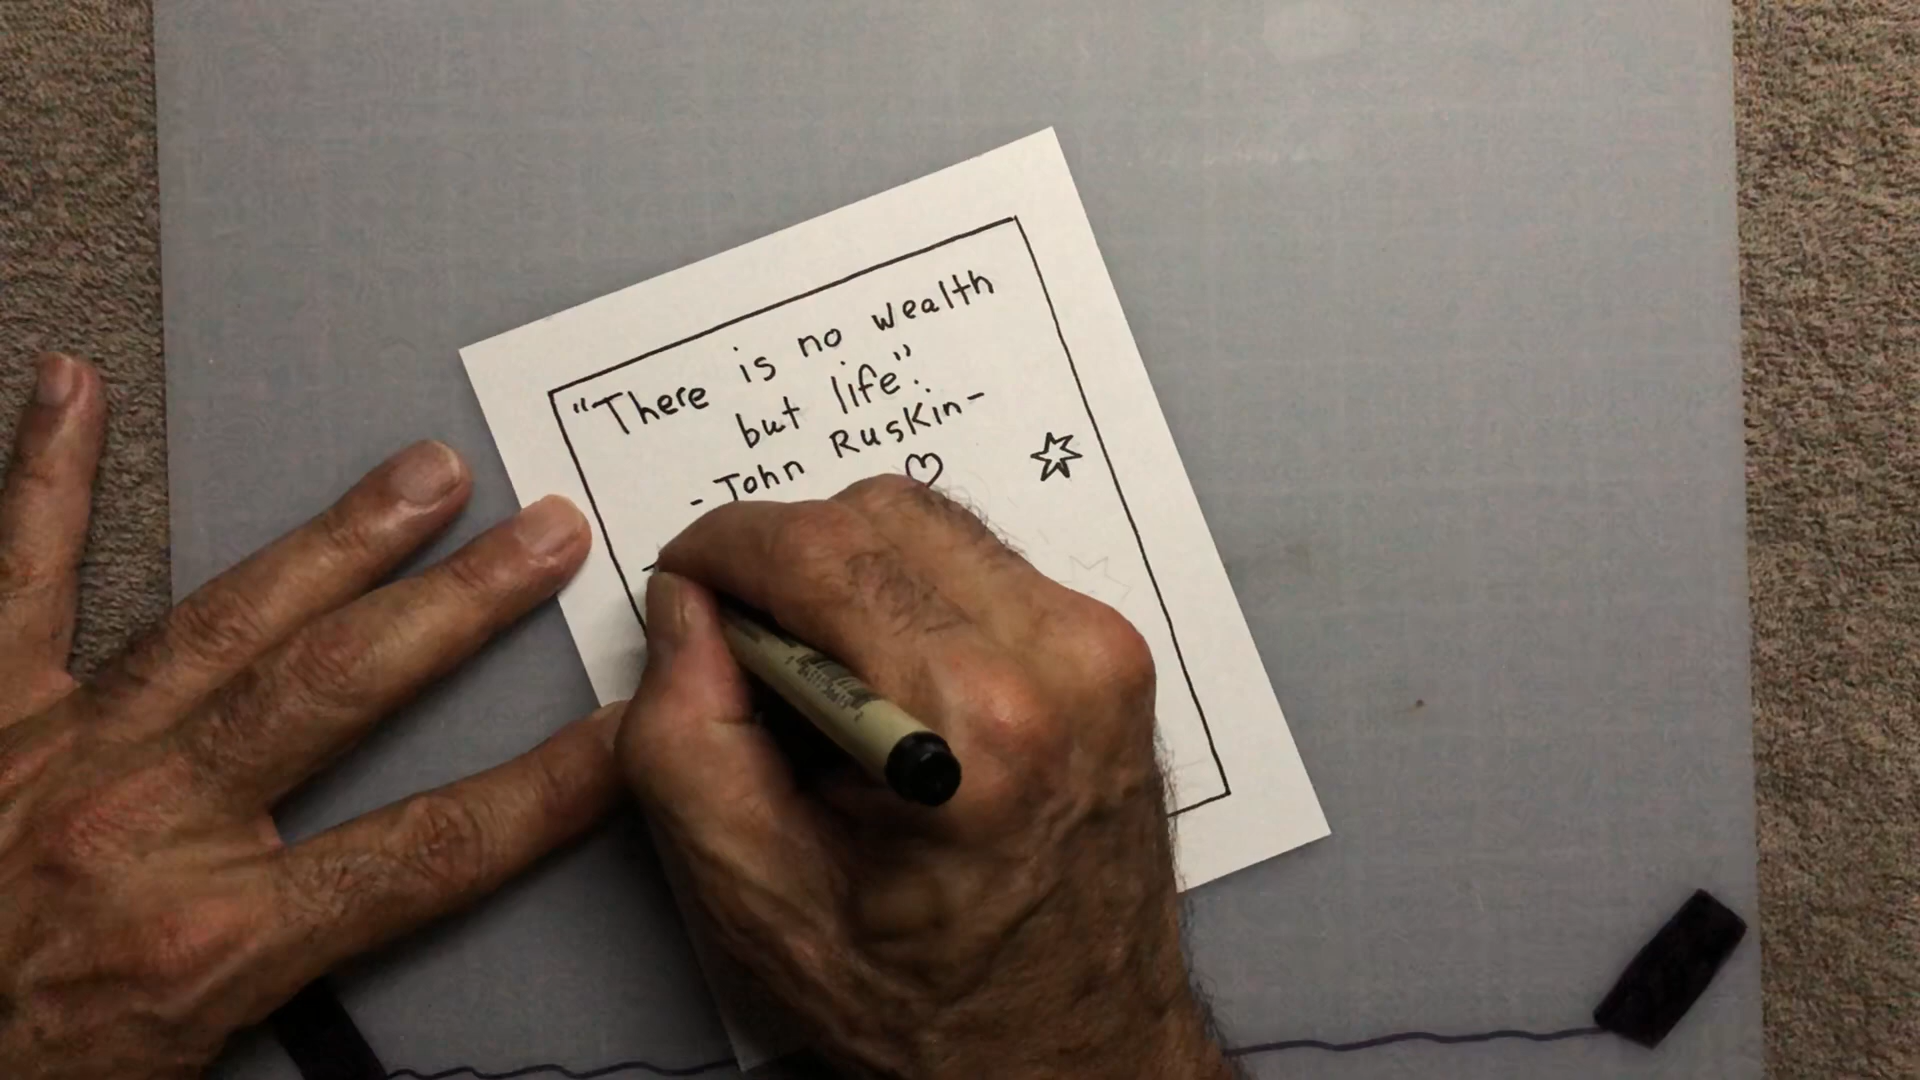 “There is no wealth
but life”.
- John Ruskin -